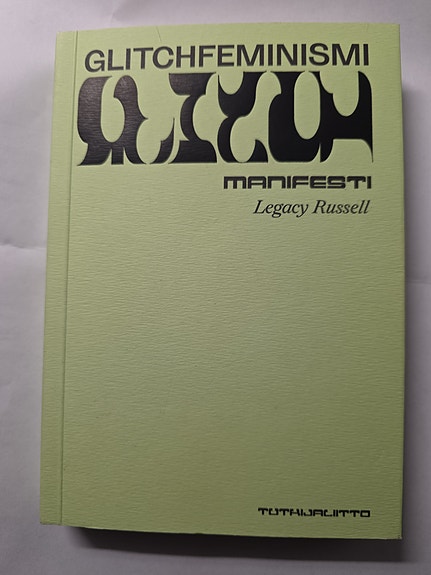 GLITCHFEMINISMI
MANIFESTI
Legacy Russell
TUTKIJALIITTO